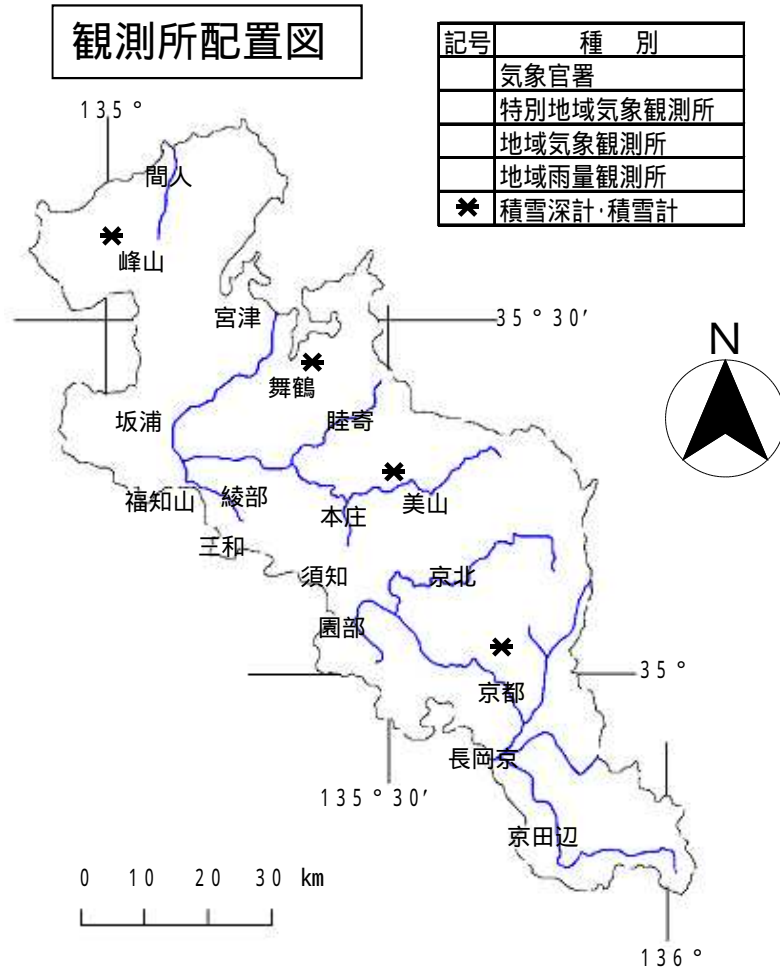 観測所配置図
記号 種 別
気象官署
特別地域気象観測所
地域気象観測所
地域雨量観測所
積雪深計・積雪計
135°
間人
峰山
宮津
35°30′
N
舞鶴
坂浦
睦寄
福知山
綾部
本庄
美山
三和
須知
京北
園部
京都
35°
長岡京
135°30′
京田辺
0 10 20 30 km
136°